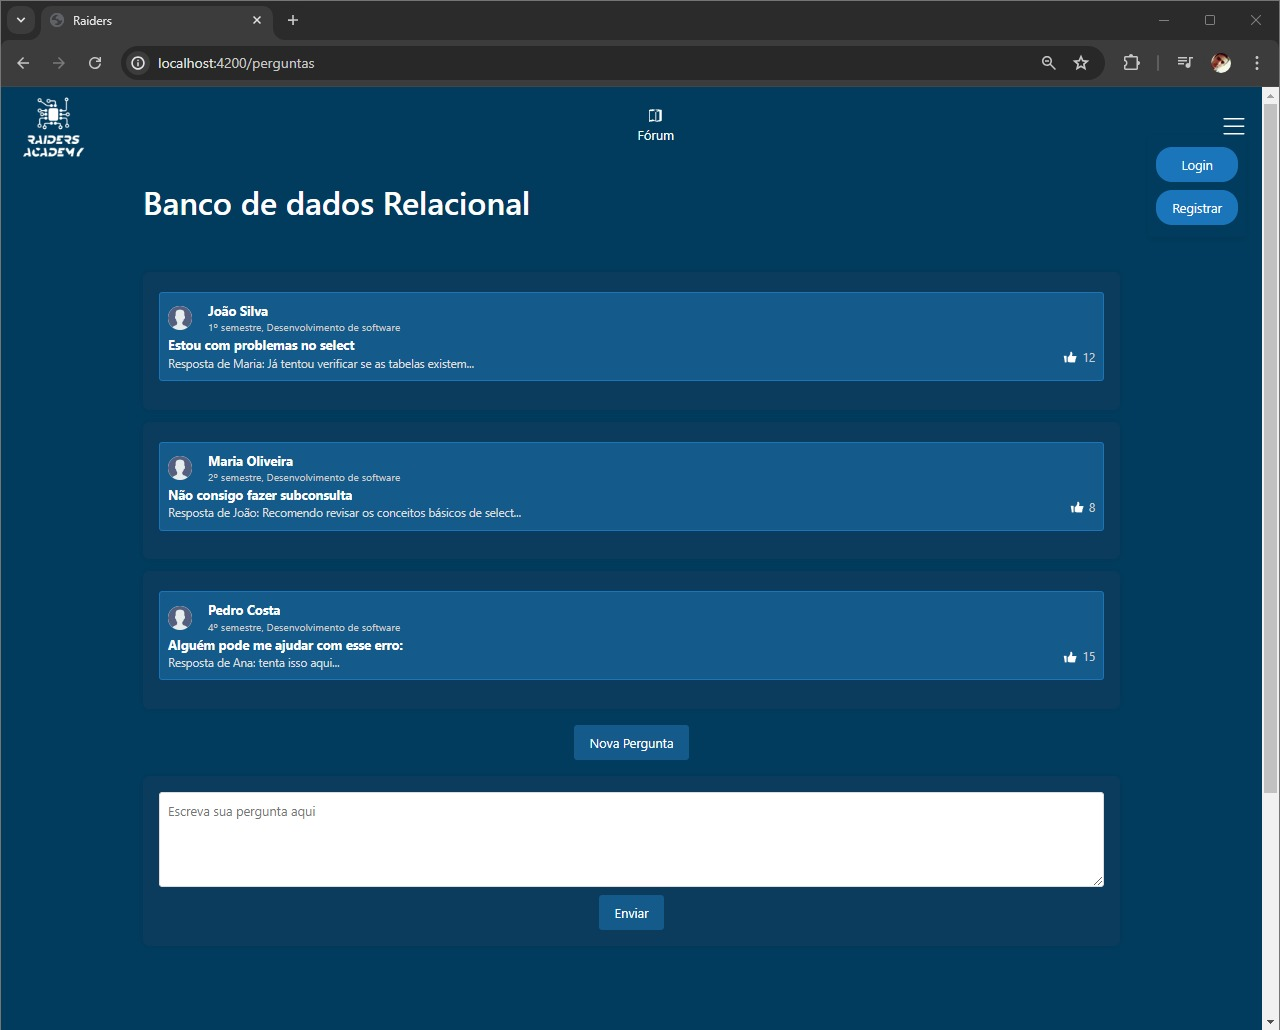 Raiders
localhost:4200/perguntas
RAIDERS
ACADEMY
Fórum
Login
Registrar
Banco de dados Relacional
João Silva
1º semestre, Desenvolvimento de software
Estou com problemas no select
Resposta de Maria: Já tentou verificar se as tabelas existem...
12
Maria Oliveira
2º semestre, Desenvolvimento de software
Não consigo fazer subconsulta
Resposta de João: Recomendo revisar os conceitos básicos de select...
8
Pedro Costa
4º semestre, Desenvolvimento de software
Alguém pode me ajudar com esse erro:
Resposta de Ana: tenta isso aqui...
15
Nova Pergunta
Escreva sua pergunta aqui
Enviar